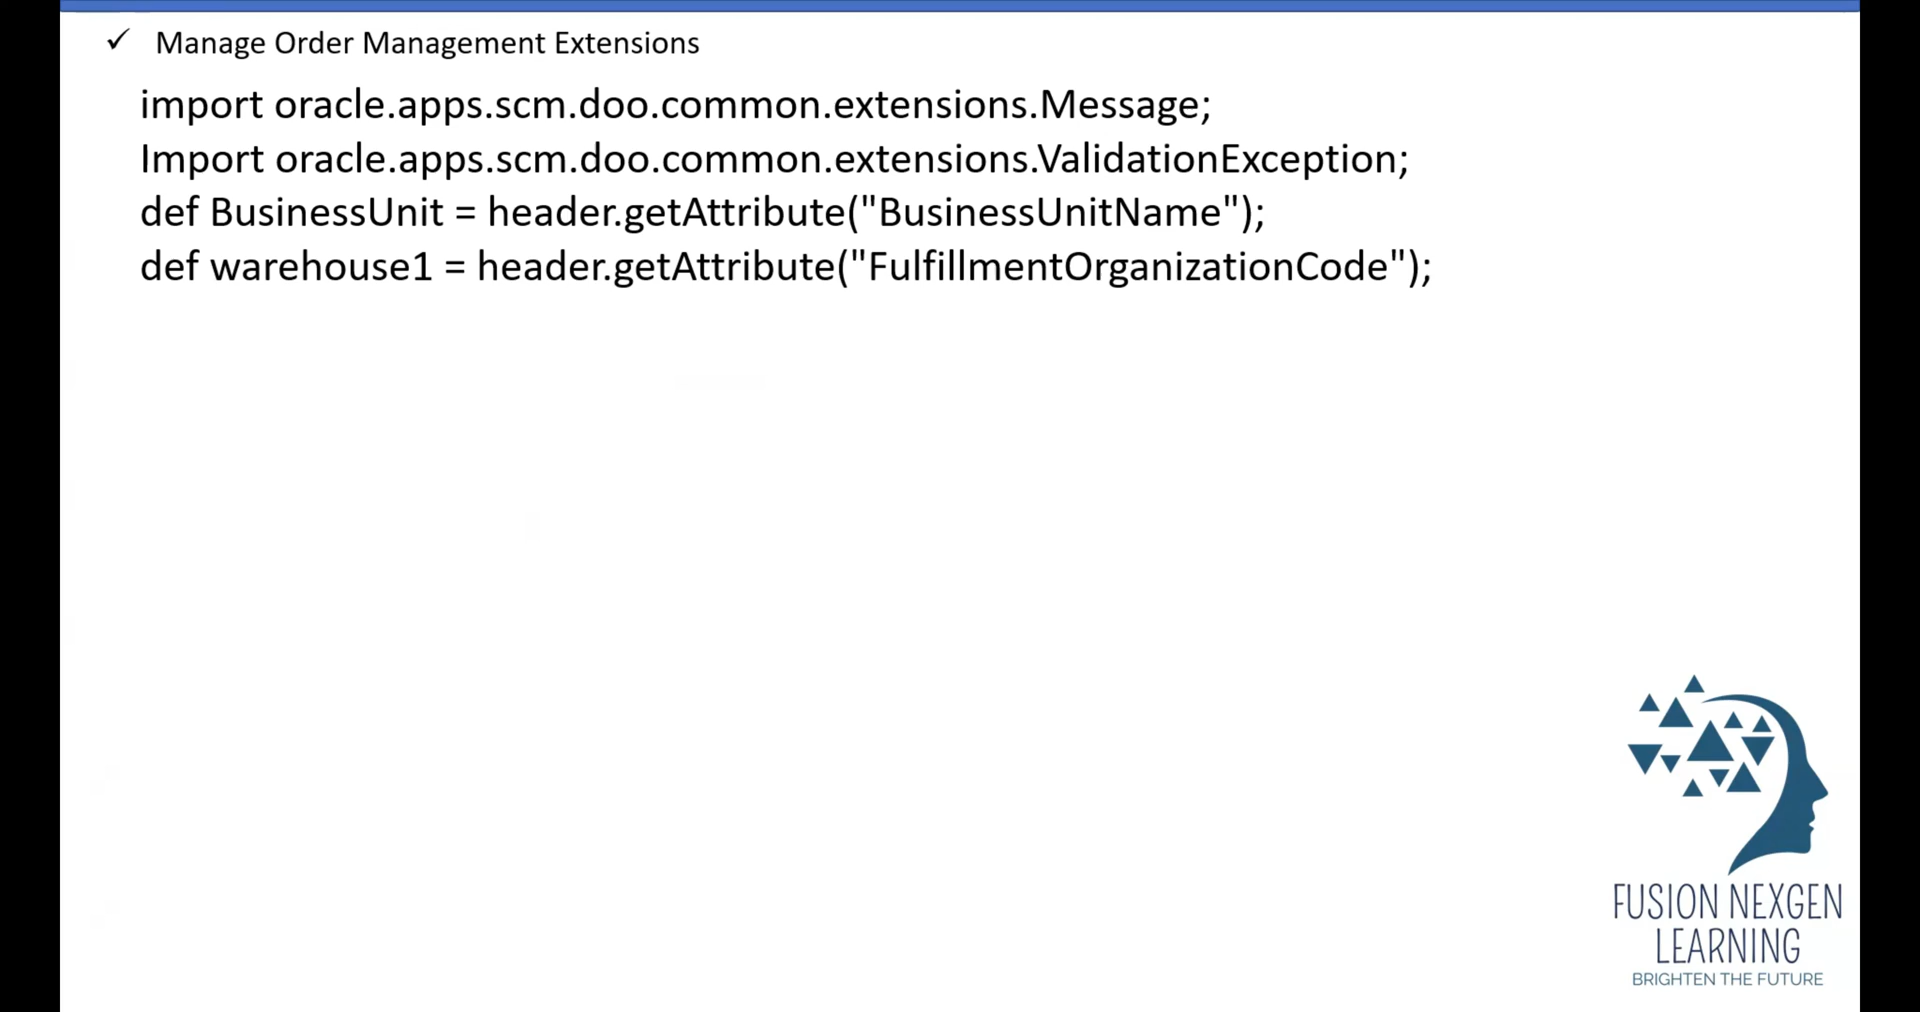 ✓ Manage Order Management Extensions
import oracle.apps.scm.doo.common.extensions.Message;
Import oracle.apps.scm.doo.common.extensions.ValidationException;
def BusinessUnit = header.getAttribute("BusinessUnitName");
def warehouse1 = header.getAttribute("FulfillmentOrganizationCode");
FUSION NEXGEN
LEARNING
BRIGHTEN THE FUTURE